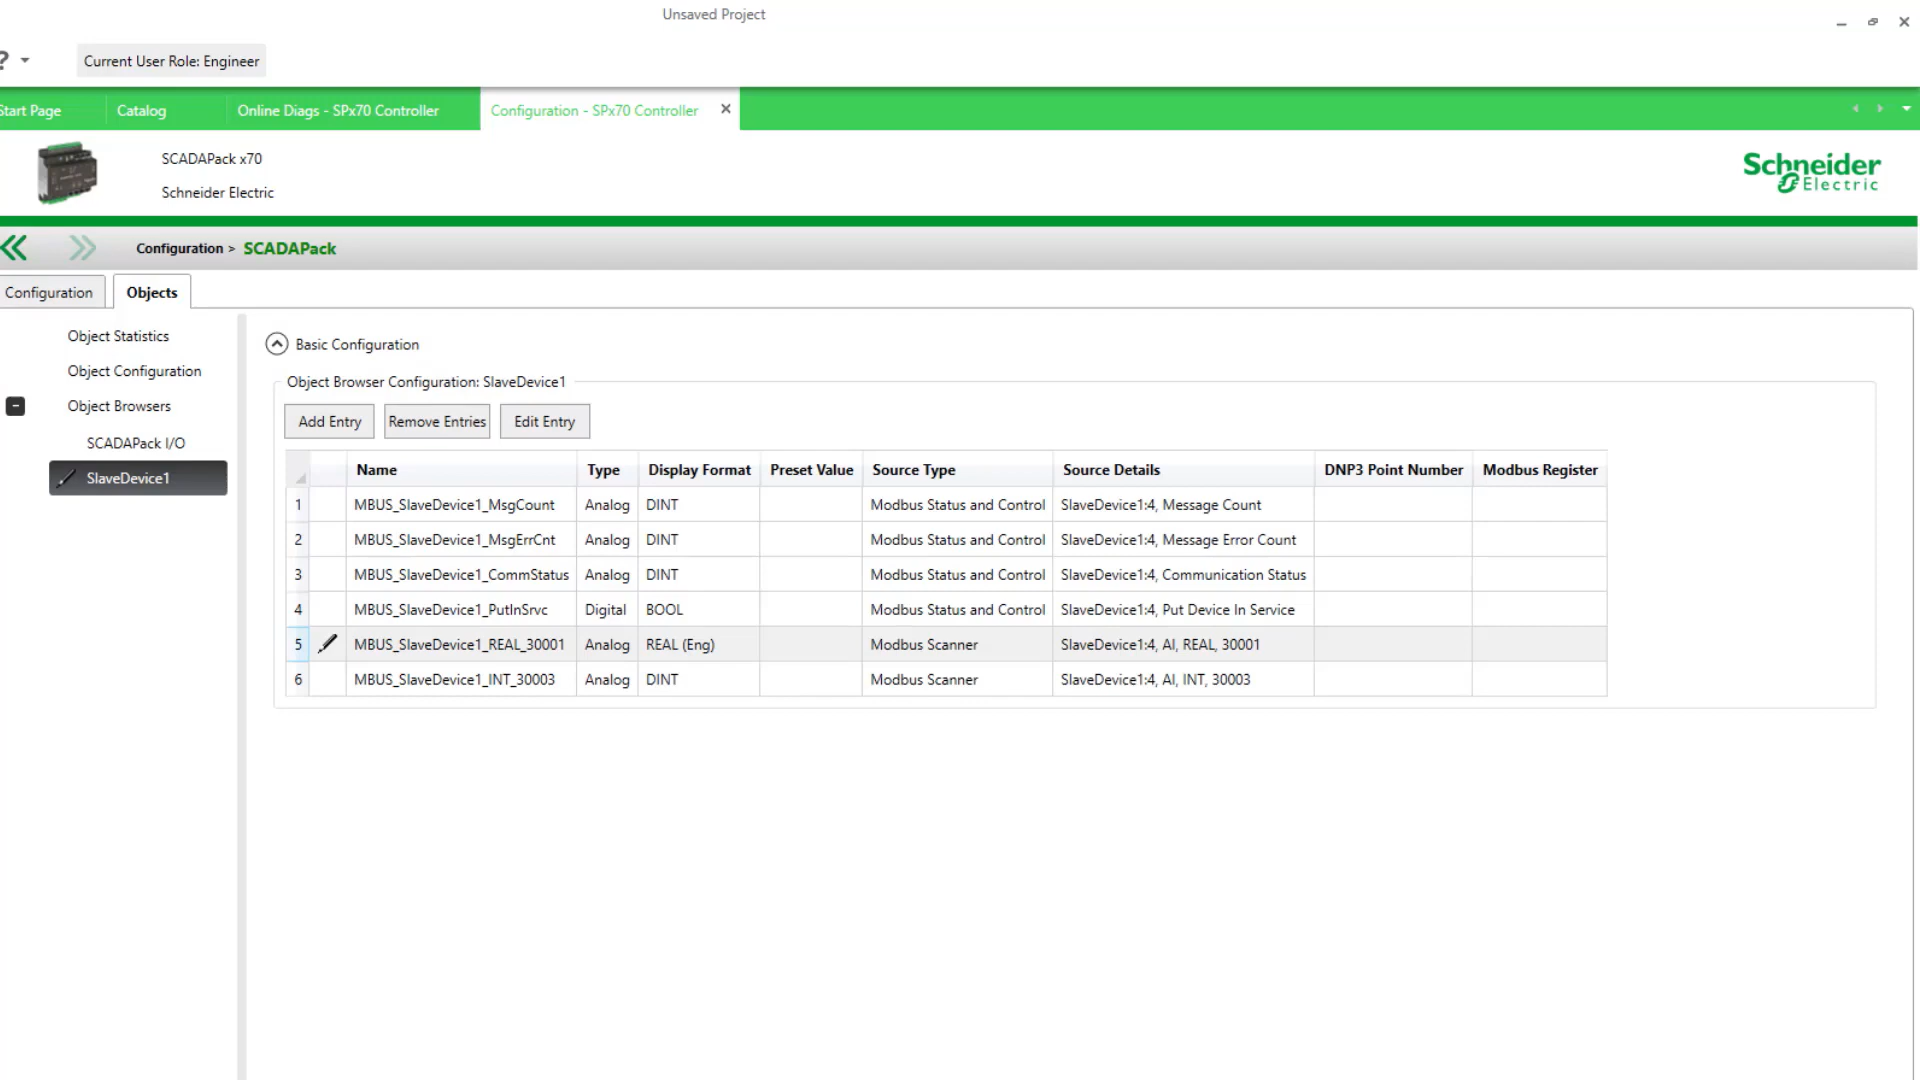 Unsaved Project
?
Current User Role: Engineer
Start Page
Catalog
Online Diags - SPx70 Controller
Configuration - SPx70 Controller
SCADAPack x70
Schneider Electric
Schneider
Electric
Configuration > SCADAPack
Configuration
Objects
Object Statistics
Object Configuration
Object Browsers
SCADAPack I/O
SlaveDevice1
Basic Configuration
Object Browser Configuration: SlaveDevice1
Add Entry Remove Entries Edit Entry
Name Type Display Format Preset Value Source Type Source Details DNP3 Point Number Modbus Register
1 MBUS_SlaveDevice1_MsgCount Analog DINT Modbus Status and Control SlaveDevice1:4, Message Count
2 MBUS_SlaveDevice1_MsgErrCnt Analog DINT Modbus Status and Control SlaveDevice1:4, Message Error Count
3 MBUS_SlaveDevice1_CommStatus Analog DINT Modbus Status and Control SlaveDevice1:4, Communication Status
4 MBUS_SlaveDevice1_PutInSrvc Digital BOOL Modbus Status and Control SlaveDevice1:4, Put Device In Service
5 MBUS_SlaveDevice1_REAL_30001 Analog REAL (Eng) Modbus Scanner SlaveDevice1:4, AI, REAL, 30001
6 MBUS_SlaveDevice1_INT_30003 Analog DINT Modbus Scanner SlaveDevice1:4, AI, INT, 30003